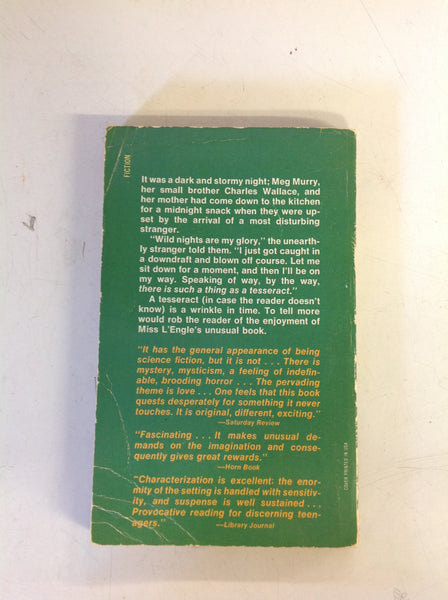 FICTION
It was a dark and stormy night; Meg Murry,
her small brother Charles Wallace, and
her mother had come down to the kitchen
for a midnight snack when they were up-
set by the arrival of a most disturbing
stranger.
"Wild nights are my glory," the unearth-
ly stranger told them. "I just got caught in
a downdraft and blown off course. Let me
sit down for a moment, and then I'll be on
my way. Speaking of way, by the way,
there is such a thing as a tesseract."
A tesseract (in case the reader doesn't
know) is a wrinkle in time. To tell more
would rob the reader of the enjoyment of
Miss L'Engle's unusual book.
"It has the general appearance of being
science fiction, but it is not . . . There is
mystery, mysticism, a feeling of indefin-
able, brooding horror . . . The pervading
theme is love . . . One feels that this book
quests desperately for something it never
touches. It is original, different, exciting."
—Saturday Review
"Fascinating . . . It makes unusual de-
mands on the imagination and conse-
quently gives great rewards."
—Horn Book
"Characterization is excellent: the enor-
mity of the setting is handled with sensitiv-
ity, and suspense is well sustained . . .
Provocative reading for discerning teen-
agers."
—Library Journal
COVER PRINTED IN USA